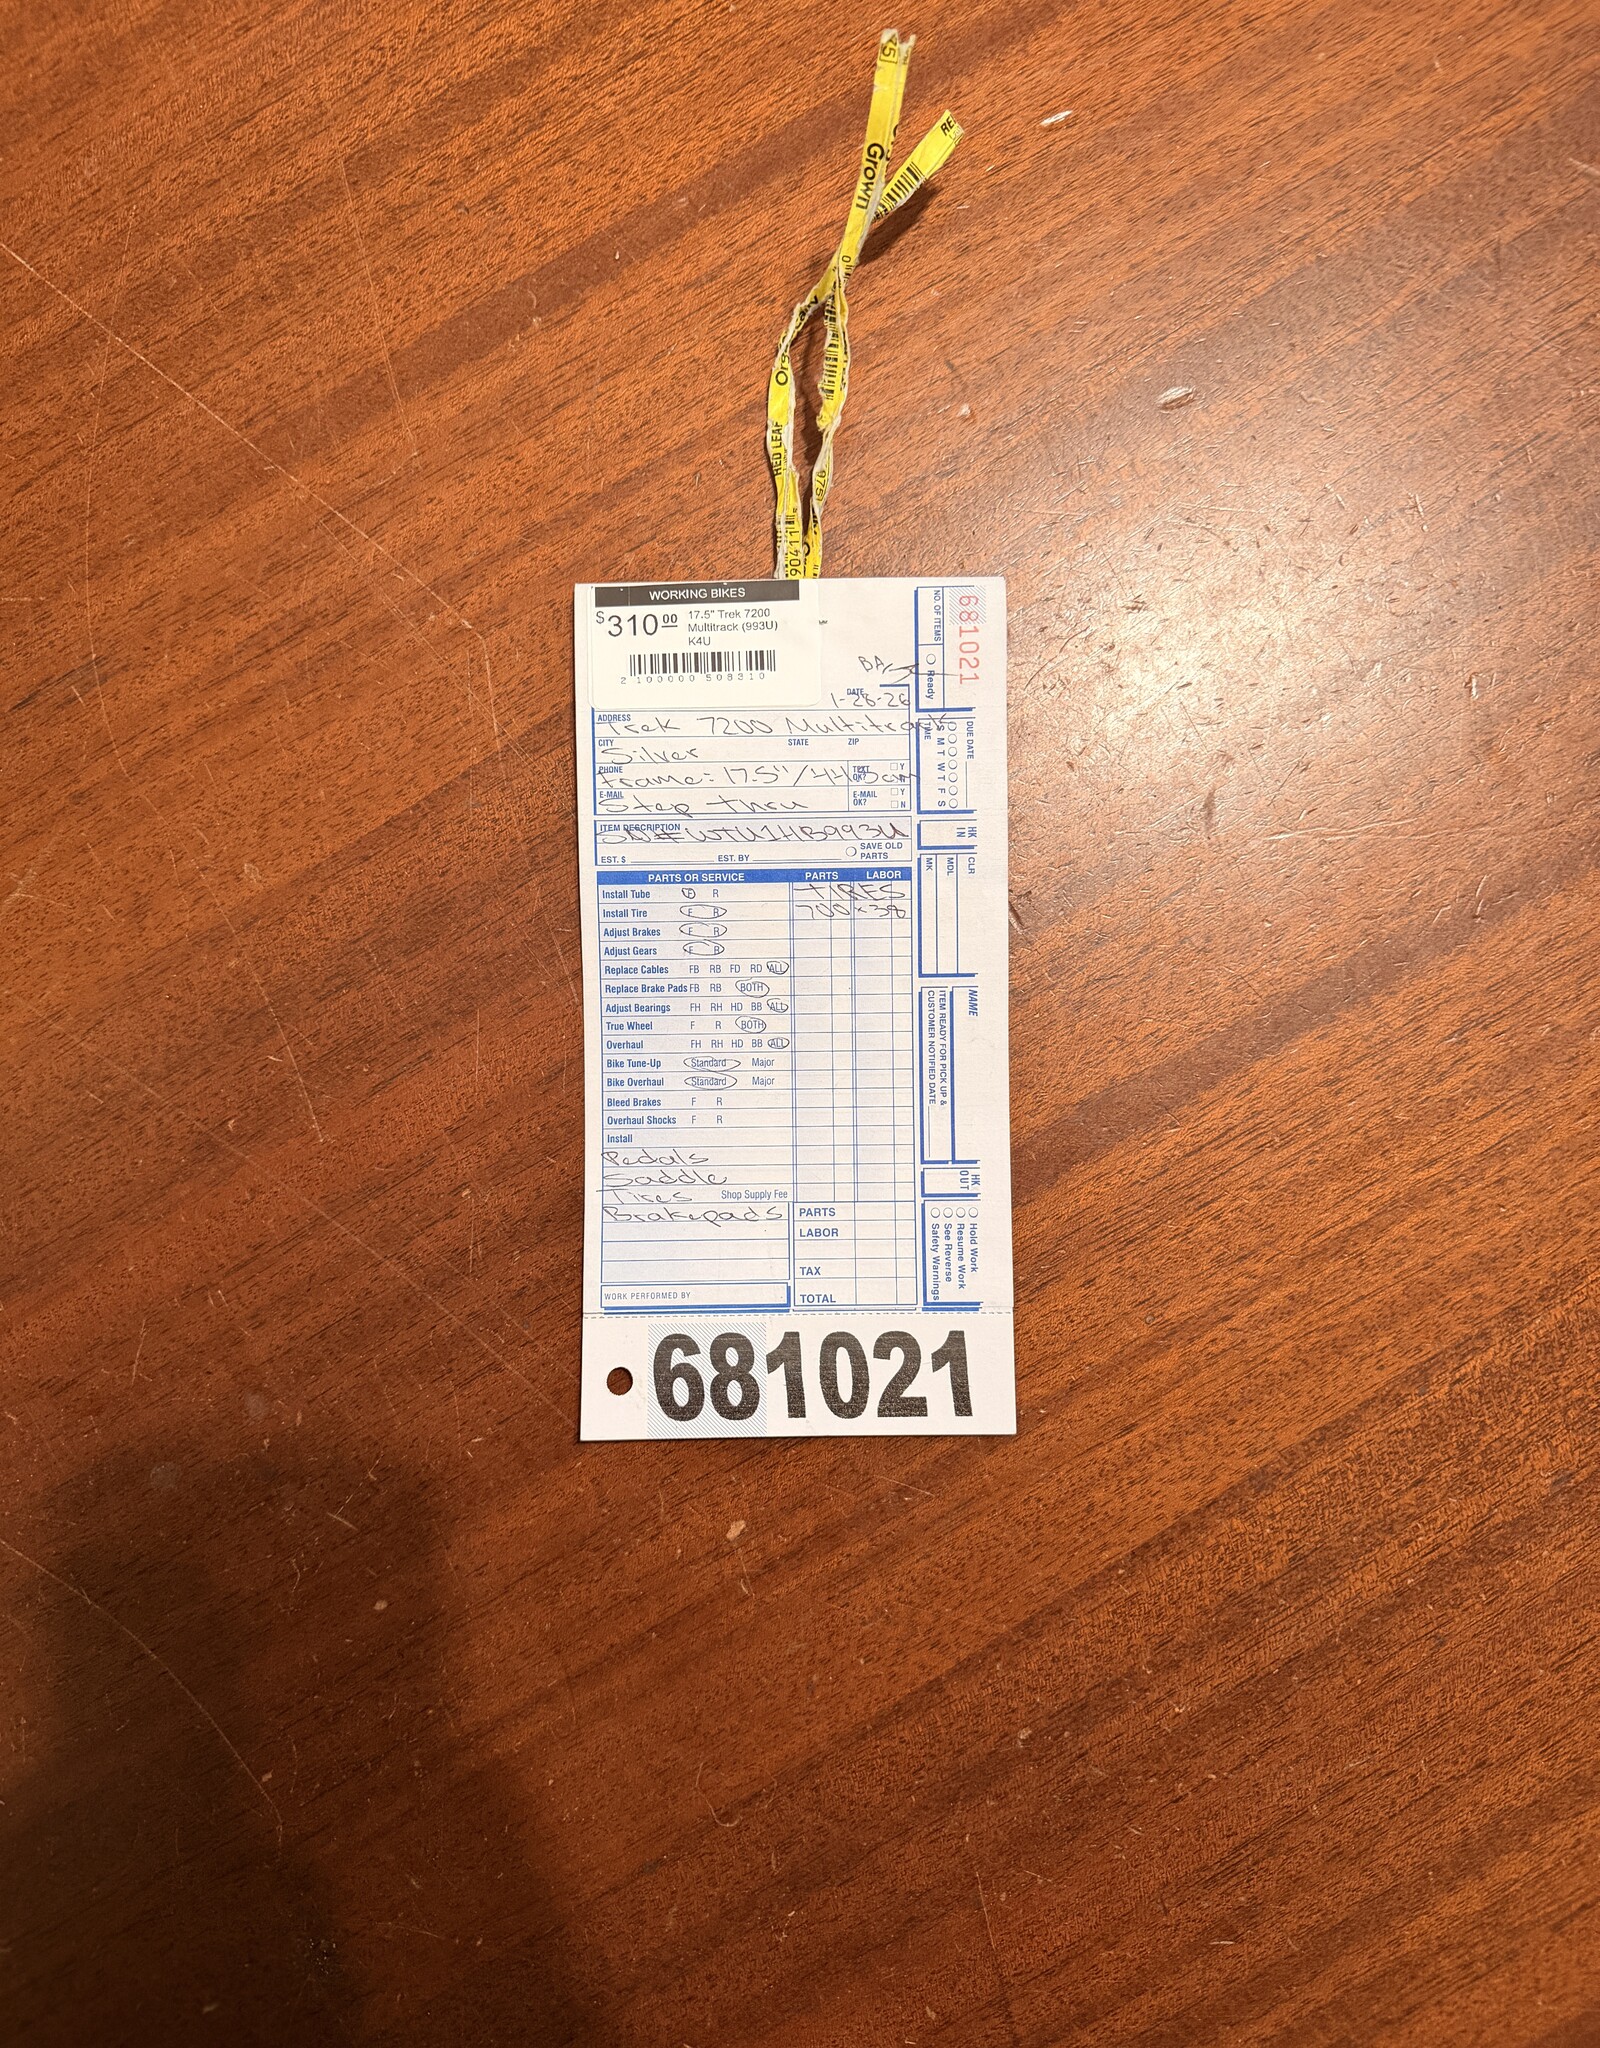 Grown
RED LEAF
90411
WORKING BIKES
$310.00
17.5" Trek 7200
Multitrack (993U)
K4U
2 100000 508310
BA
DATE
1-28-26
ADDRESS
Trek 7200 Multitrack
CITY STATE ZIP
Silver
PHONE TEXT OK? Y N
Frame: 17.5"/44.5cm
E-MAIL E-MAIL OK? Y N
Step thru
ITEM DESCRIPTION
SN# WTU1HB993U
EST. $ EST. BY SAVE OLD PARTS
PARTS OR SERVICE PARTS LABOR
Install Tube F R TIRES
Install Tire F R 700x38
Adjust Brakes F R
Adjust Gears F R
Replace Cables FB RB FD RD ALL
Replace Brake Pads FB RB BOTH
Adjust Bearings FH RH HD BB ALL
True Wheel F R BOTH
Overhaul FH RH HD BB ALL
Bike Tune-Up Standard Major
Bike Overhaul Standard Major
Bleed Brakes F R
Overhaul Shocks F R
Install
Pedals
Saddle
Tires Shop Supply Fee
Brakepads
PARTS
LABOR
TAX
TOTAL
WORK PERFORMED BY
681021
NO. OF ITEMS
Ready
DUE DATE
S M T W T F S
TIME
HK IN
CLR
MDL
MK
NAME
ITEM READY FOR PICK UP &
CUSTOMER NOTIFIED DATE
HK OUT
Hold Work
Resume Work
See Reverse
Safety Warnings
681021